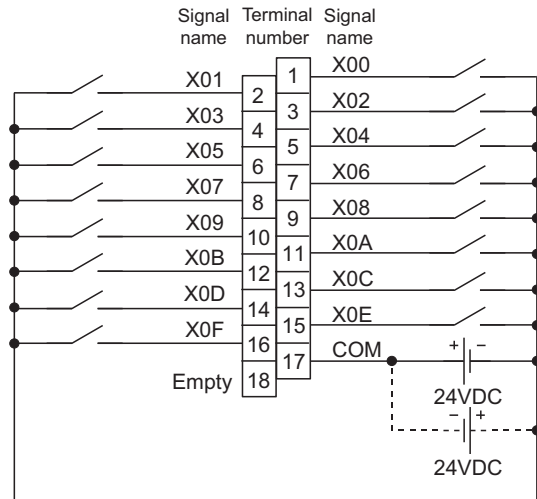 Signal name Terminal number Signal name
1 X00
X01 2
3 X02
X03 4
5 X04
X05 6
7 X06
X07 8
9 X08
X09 10
11 X0A
X0B 12
13 X0C
X0D 14
15 X0E
X0F 16
17 COM + −
Empty 18
24VDC
− +
24VDC